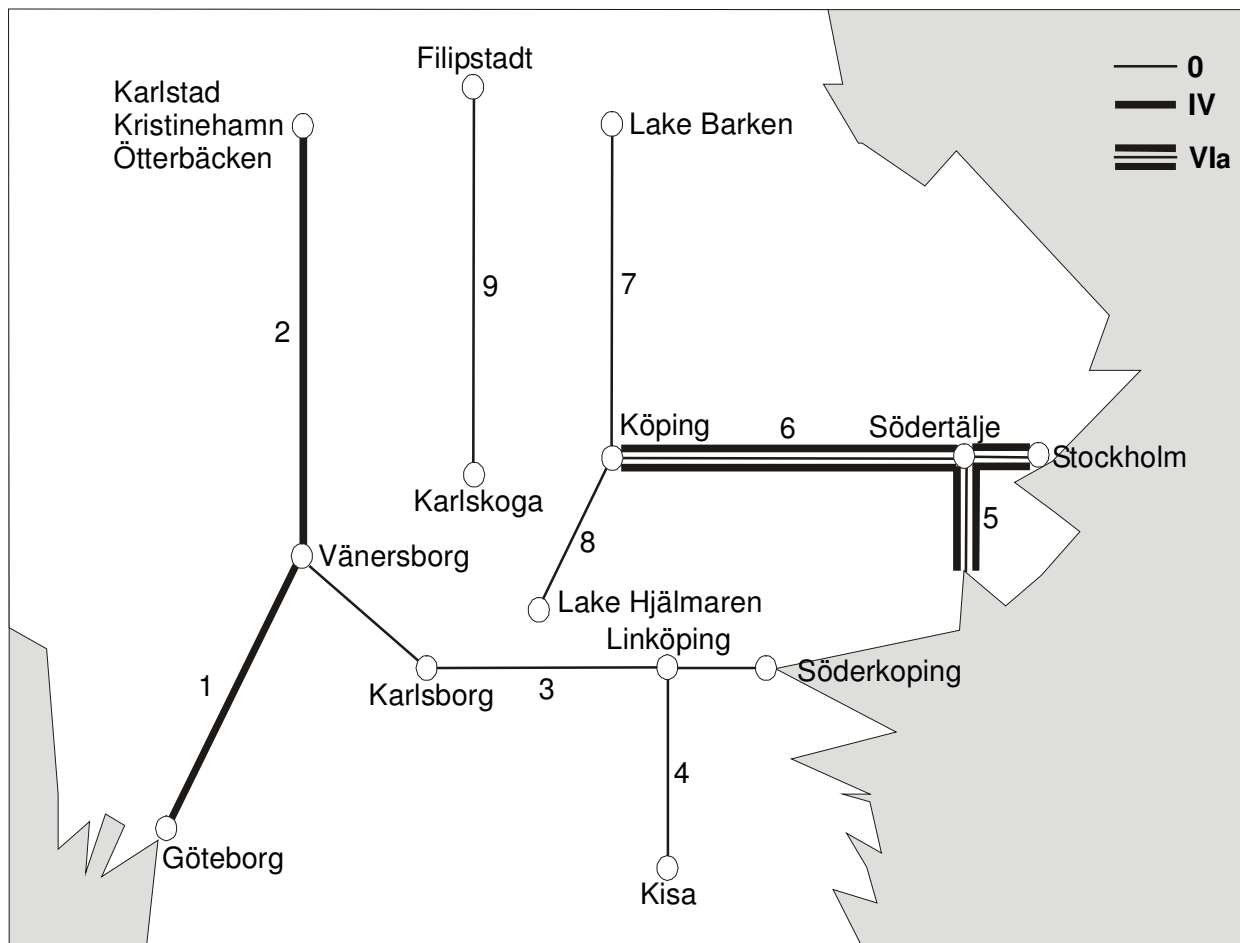 Filipstadt
0
Karlstad
Kristinehamn
Ötterbäcken
IV
Lake Barken
VIa
9
7
2
Köping
6
Södertälje
Stockholm
Karlskoga
5
Vänersborg
8
Lake Hjälmaren
Linköping
1
Karlsborg
3
Söderkoping
4
Göteborg
Kisa